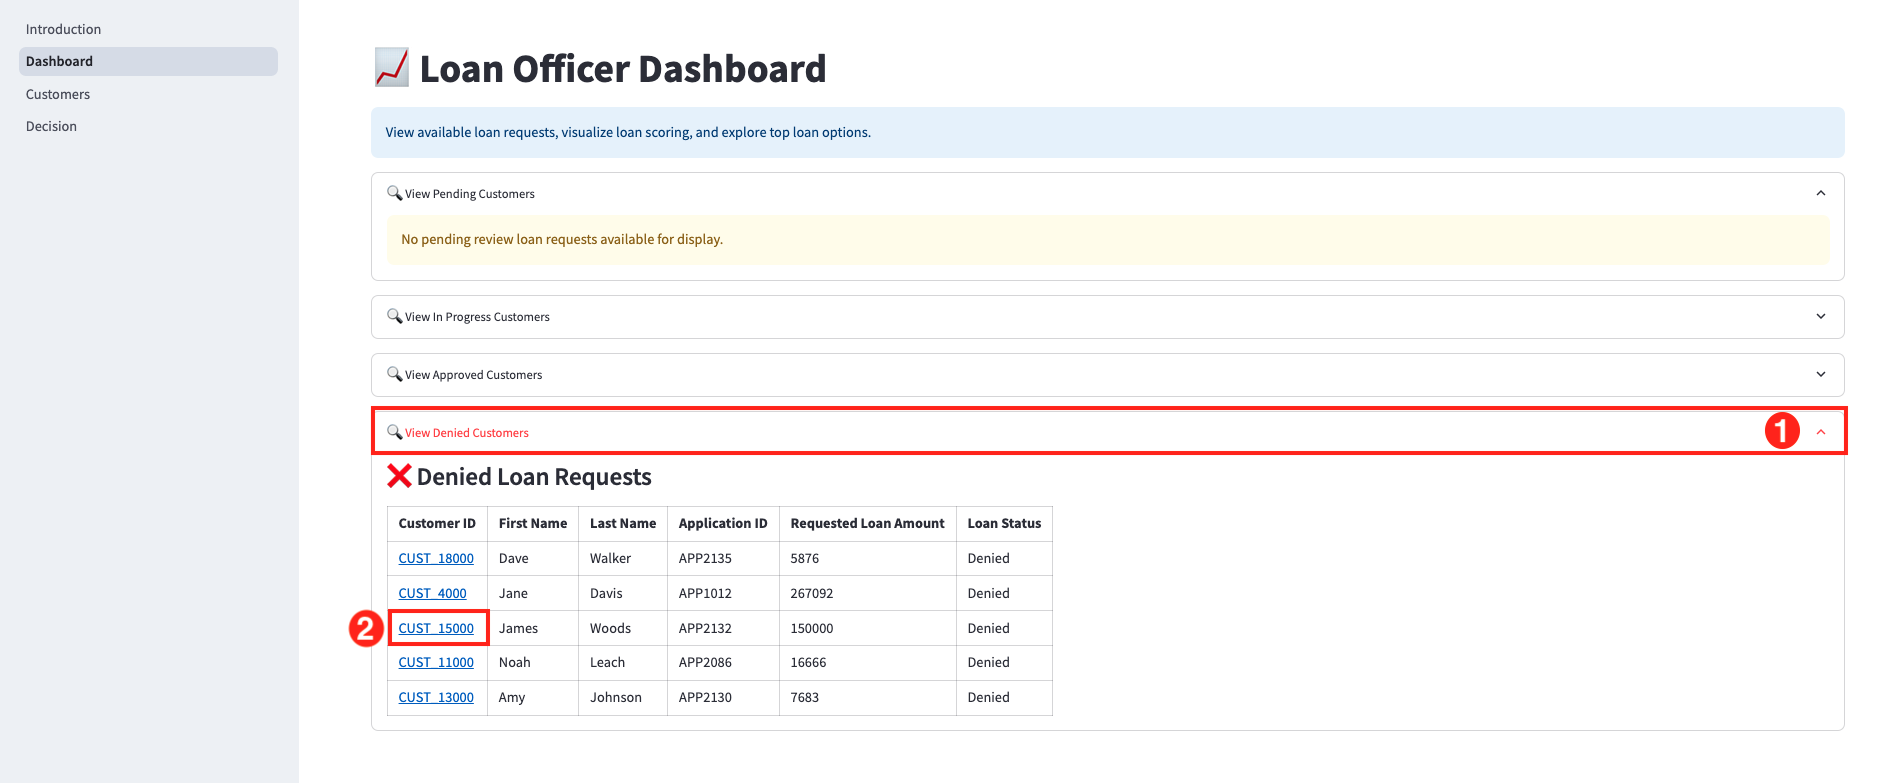 Introduction
Dashboard
Customers
Decision
Loan Officer Dashboard
View available loan requests, visualize loan scoring, and explore top loan options.
View Pending Customers
No pending review loan requests available for display.
View In Progress Customers
View Approved Customers
View Denied Customers 1
Denied Loan Requests
Customer ID First Name Last Name Application ID Requested Loan Amount Loan Status
CUST_18000 Dave Walker APP2135 5876 Denied
CUST_4000 Jane Davis APP1012 267092 Denied
2 CUST_15000 James Woods APP2132 150000 Denied
CUST_11000 Noah Leach APP2086 16666 Denied
CUST_13000 Amy Johnson APP2130 7683 Denied